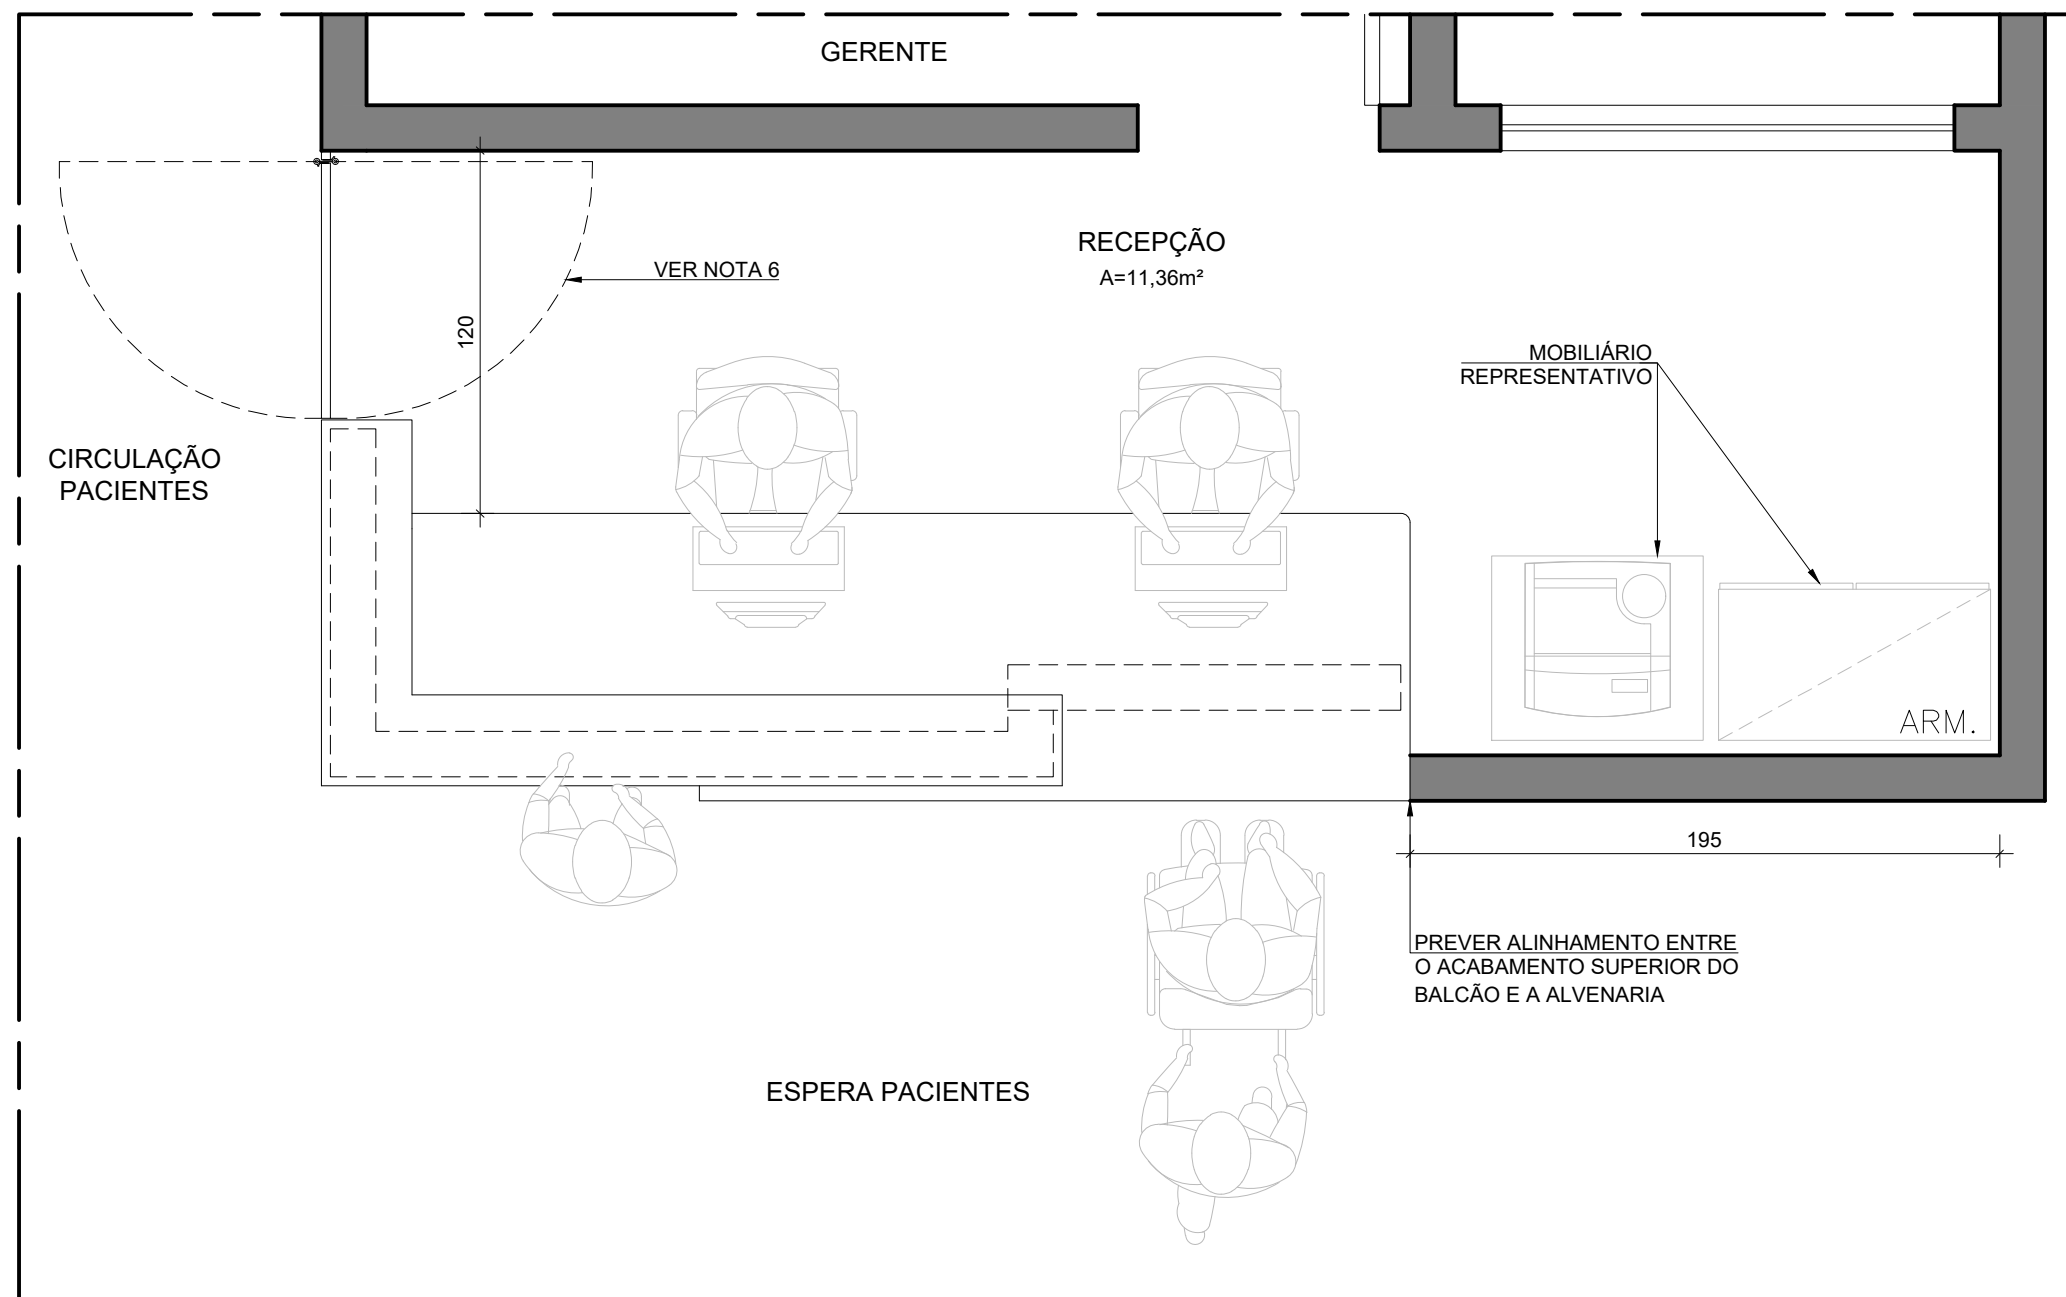 GERENTE
RECEPÇÃO
A=11,36m²
VER NOTA 6
120
MOBILIÁRIO
REPRESENTATIVO
CIRCULAÇÃO
PACIENTES
ARM.
195
PREVER ALINHAMENTO ENTRE
O ACABAMENTO SUPERIOR DO
BALCÃO E A ALVENARIA
ESPERA PACIENTES